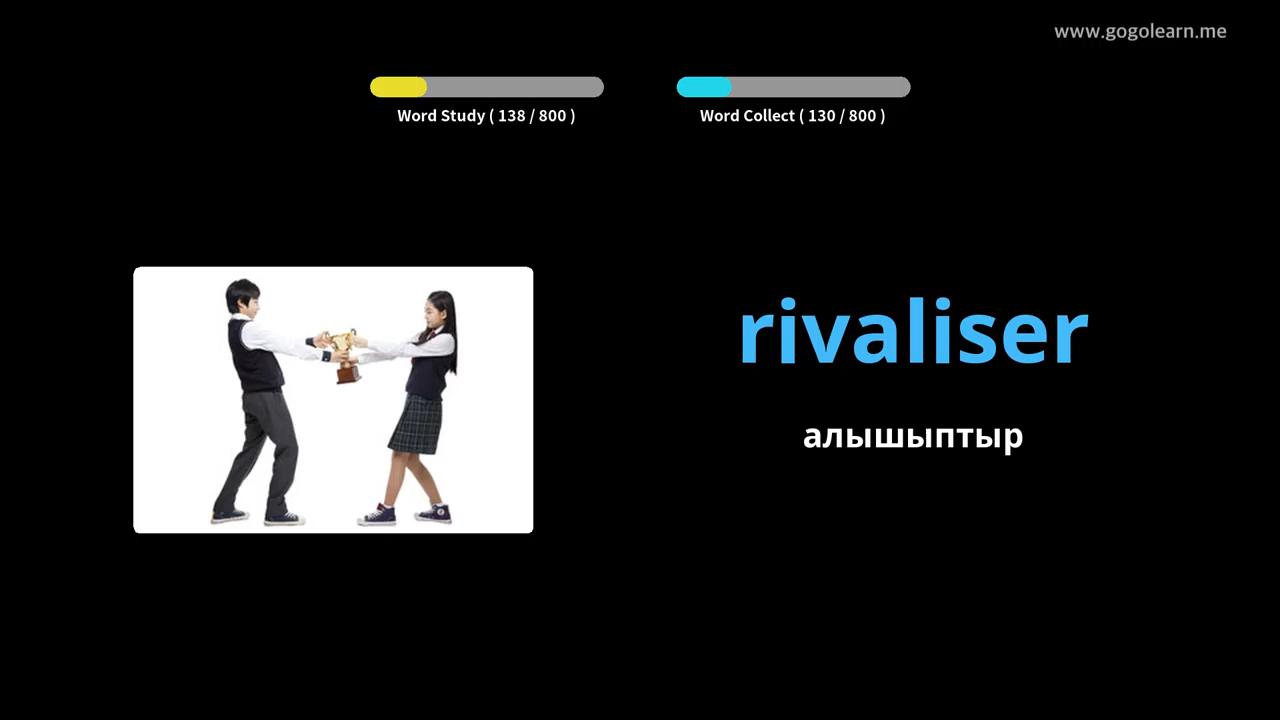 www.gogolearn.me
Word Study ( 138 / 800 )
Word Collect ( 130 / 800 )
rivaliser
алышыптыр